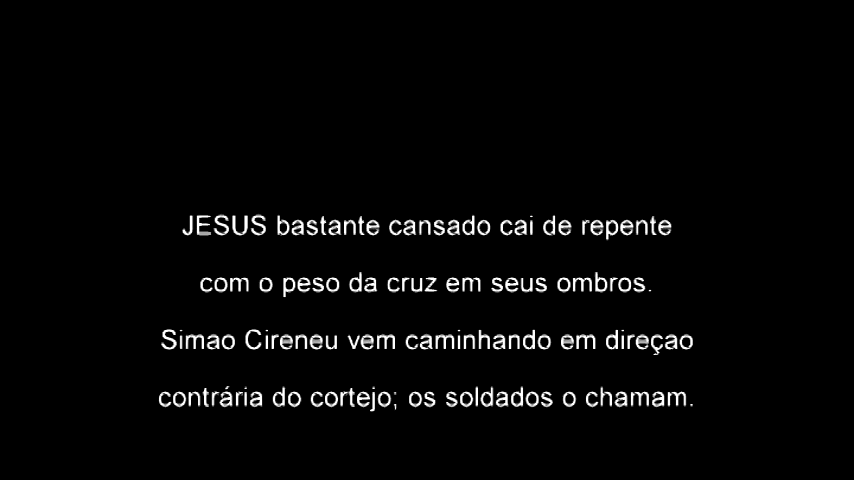 JESUS bastante cansado cai de repente
com o peso da cruz em seus ombros.
Simao Cireneu vem caminhando em direçao
contrária do cortejo; os soldados o chamam.